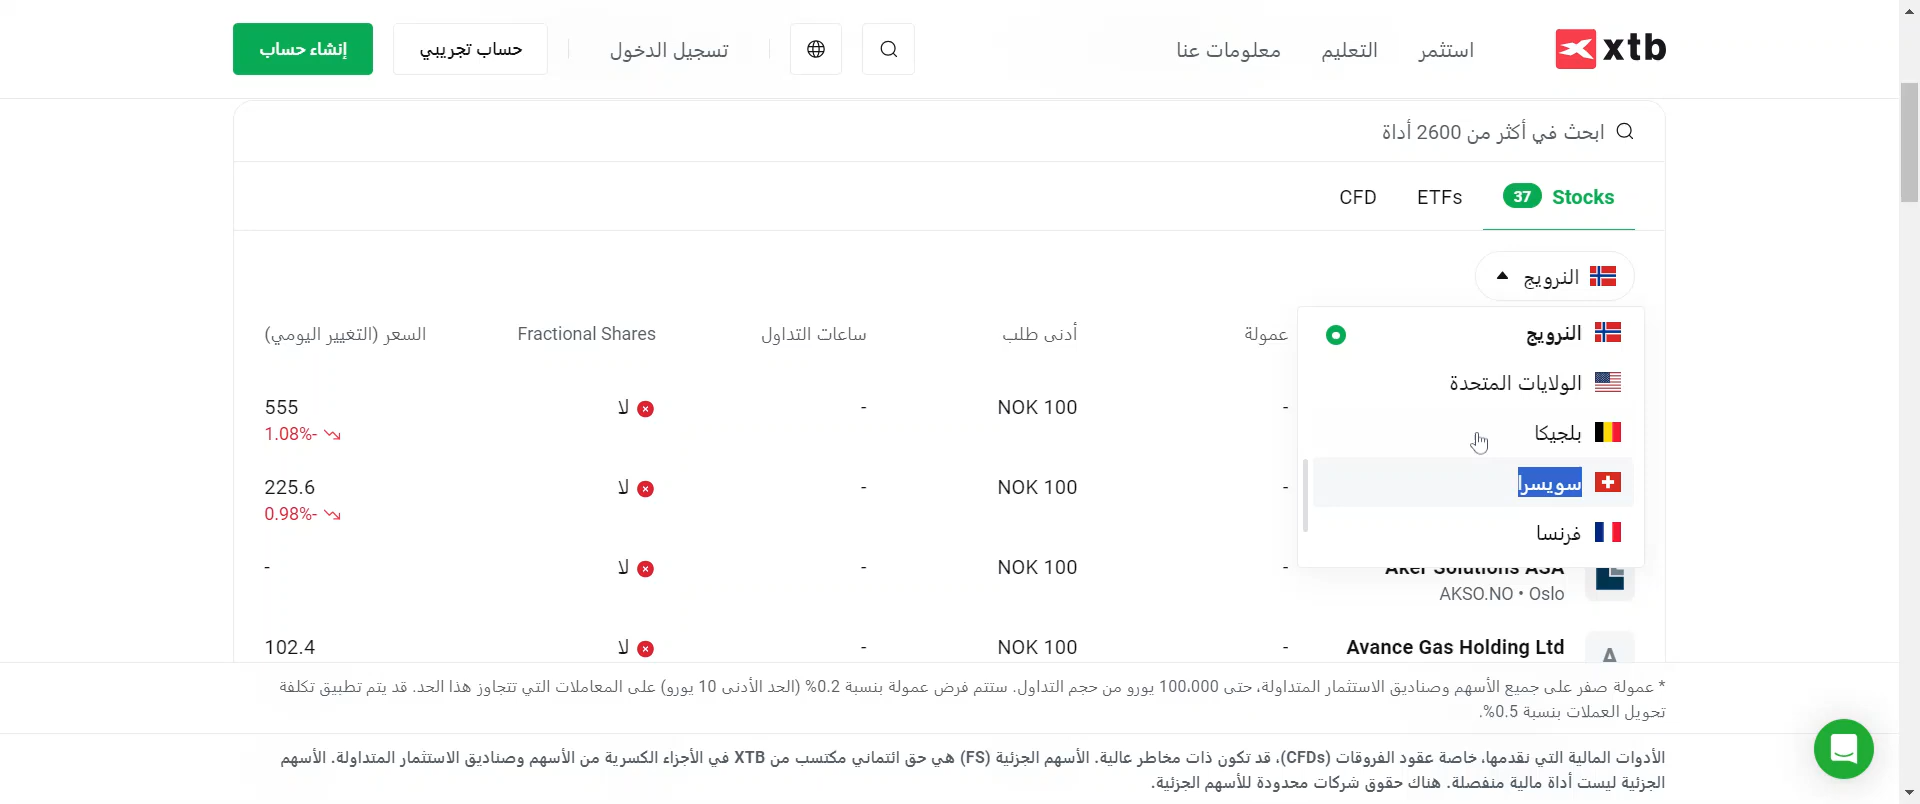 xtb
استثمر
التعليم
معلومات عنا
تسجيل الدخول
حساب تجريبي
إنشاء حساب
ابحث في أكثر من 2600 أداة
Stocks 37
ETFs
CFD
النرويج
عمولة
أدنى طلب
ساعات التداول
Fractional Shares
السعر (التغيير اليومي)
النرويج
الولايات المتحدة
بلجيكا
سويسرا
فرنسا
-
NOK 100
-
لا
555
1.08%-
-
NOK 100
-
لا
225.6
0.98%-
Aker Solutions ASA
AKSO.NO • Oslo
-
NOK 100
-
لا
-
A
Avance Gas Holding Ltd
-
NOK 100
-
لا
102.4
* عمولة صفر على جميع الأسهم وصناديق الاستثمار المتداولة، حتى 100،000 يورو من حجم التداول. ستتم فرض عمولة بنسبة 0.2% (الحد الأدنى 10 يورو) على المعاملات التي تتجاوز هذا الحد. قد يتم تطبيق تكلفة
تحويل العملات بنسبة 0.5%.
الأدوات المالية التي نقدمها، خاصة عقود الفروقات (CFDs)، قد تكون ذات مخاطر عالية. الأسهم الجزئية (FS) هي حق ائتماني مكتسب من XTB في الأجزاء الكسرية من الأسهم وصناديق الاستثمار المتداولة. الأسهم
الجزئية ليست أداة مالية منفصلة. هناك حقوق شركات محدودة للأسهم الجزئية.